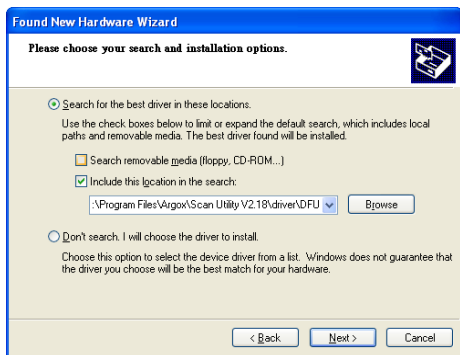 Found New Hardware Wizard
Please choose your search and installation options.
Search for the best driver in these locations.
Use the check boxes below to limit or expand the default search, which includes local
paths and removable media. The best driver found will be installed.
Search removable media (floppy, CD-ROM...)
Include this location in the search:
:\Program Files\Argox\Scan Utility V2.18\driver\DFU
Browse
Don't search. I will choose the driver to install.
Choose this option to select the device driver from a list. Windows does not guarantee that
the driver you choose will be the best match for your hardware.
< Back Next > Cancel